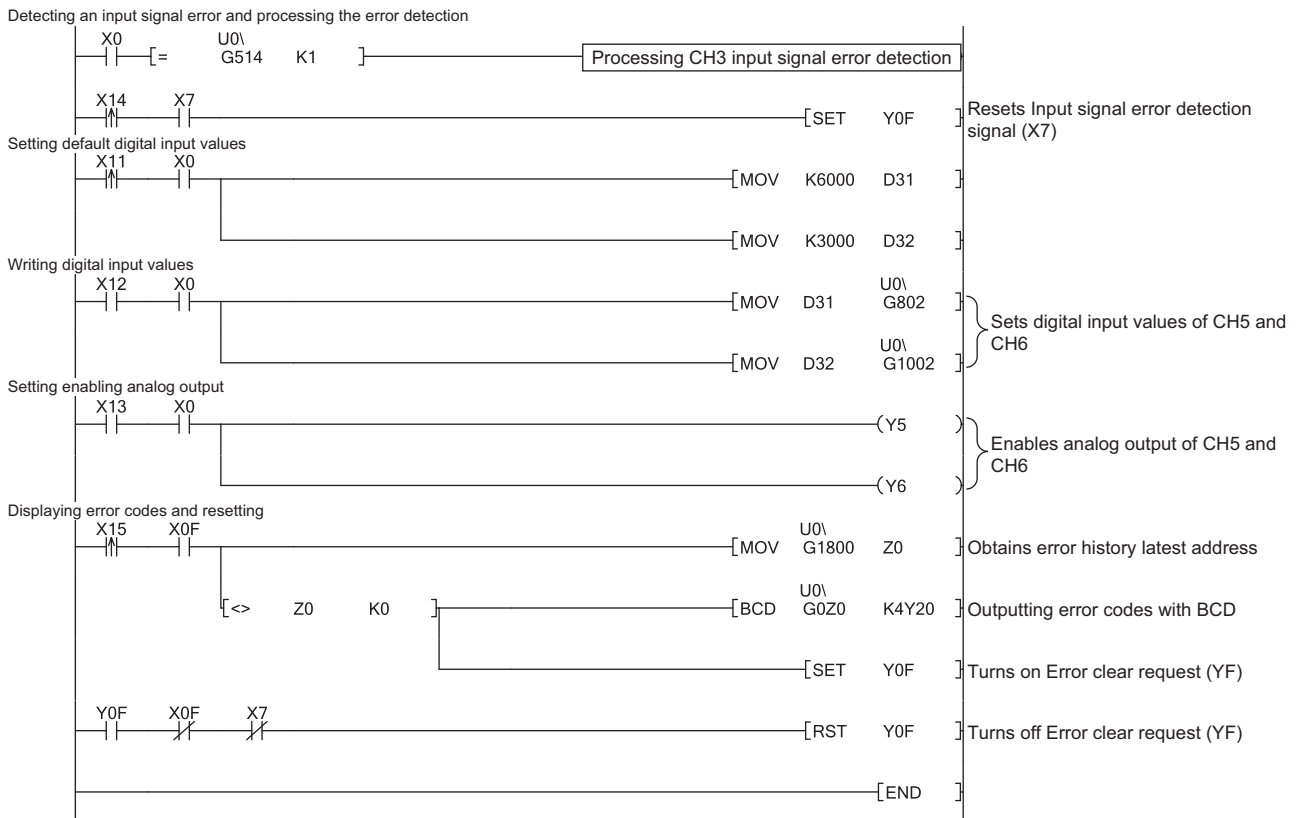 Detecting an input signal error and processing the error detection
X0 U0\
[= G514 K1 ] Processing CH3 input signal error detection
X14 X7
[SET Y0F ] Resets Input signal error detection
signal (X7)
Setting default digital input values
X11 X0
[MOV K6000 D31 ]
[MOV K3000 D32 ]
Writing digital input values
X12 X0 U0\
[MOV D31 G802 ]
Sets digital input values of CH5 and
CH6
U0\
[MOV D32 G1002 ]
Setting enabling analog output
X13 X0
(Y5 )
Enables analog output of CH5 and
CH6
(Y6 )
Displaying error codes and resetting
X15 X0F U0\
[MOV G1800 Z0 ] Obtains error history latest address
U0\
[<> Z0 K0 ] [BCD G0Z0 K4Y20 ] Outputting error codes with BCD
[SET Y0F ] Turns on Error clear request (YF)
Y0F X0F X7
[RST Y0F ] Turns off Error clear request (YF)
[END ]